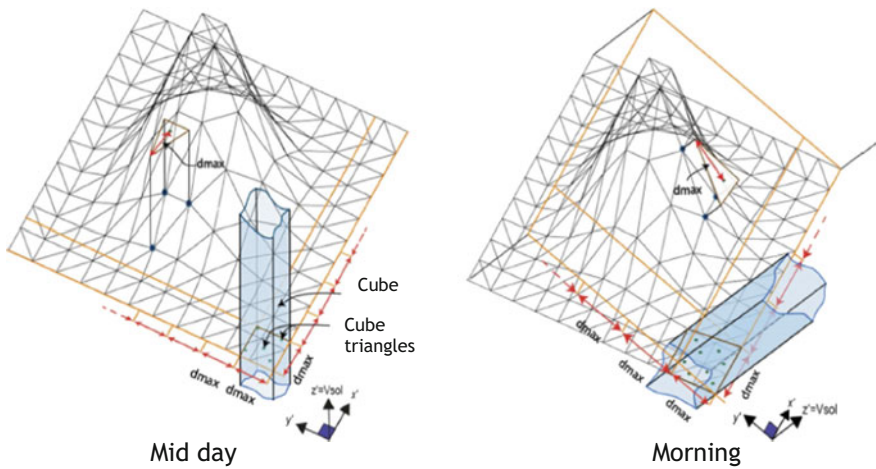 dmax
Cube
Cube
triangles
dmax
dmax
dmax
z'=Vsol
x'
y'
Mid day
dmax
dmax
dmax
dmax
dmax
x'
y'
z'=Vsol
Morning